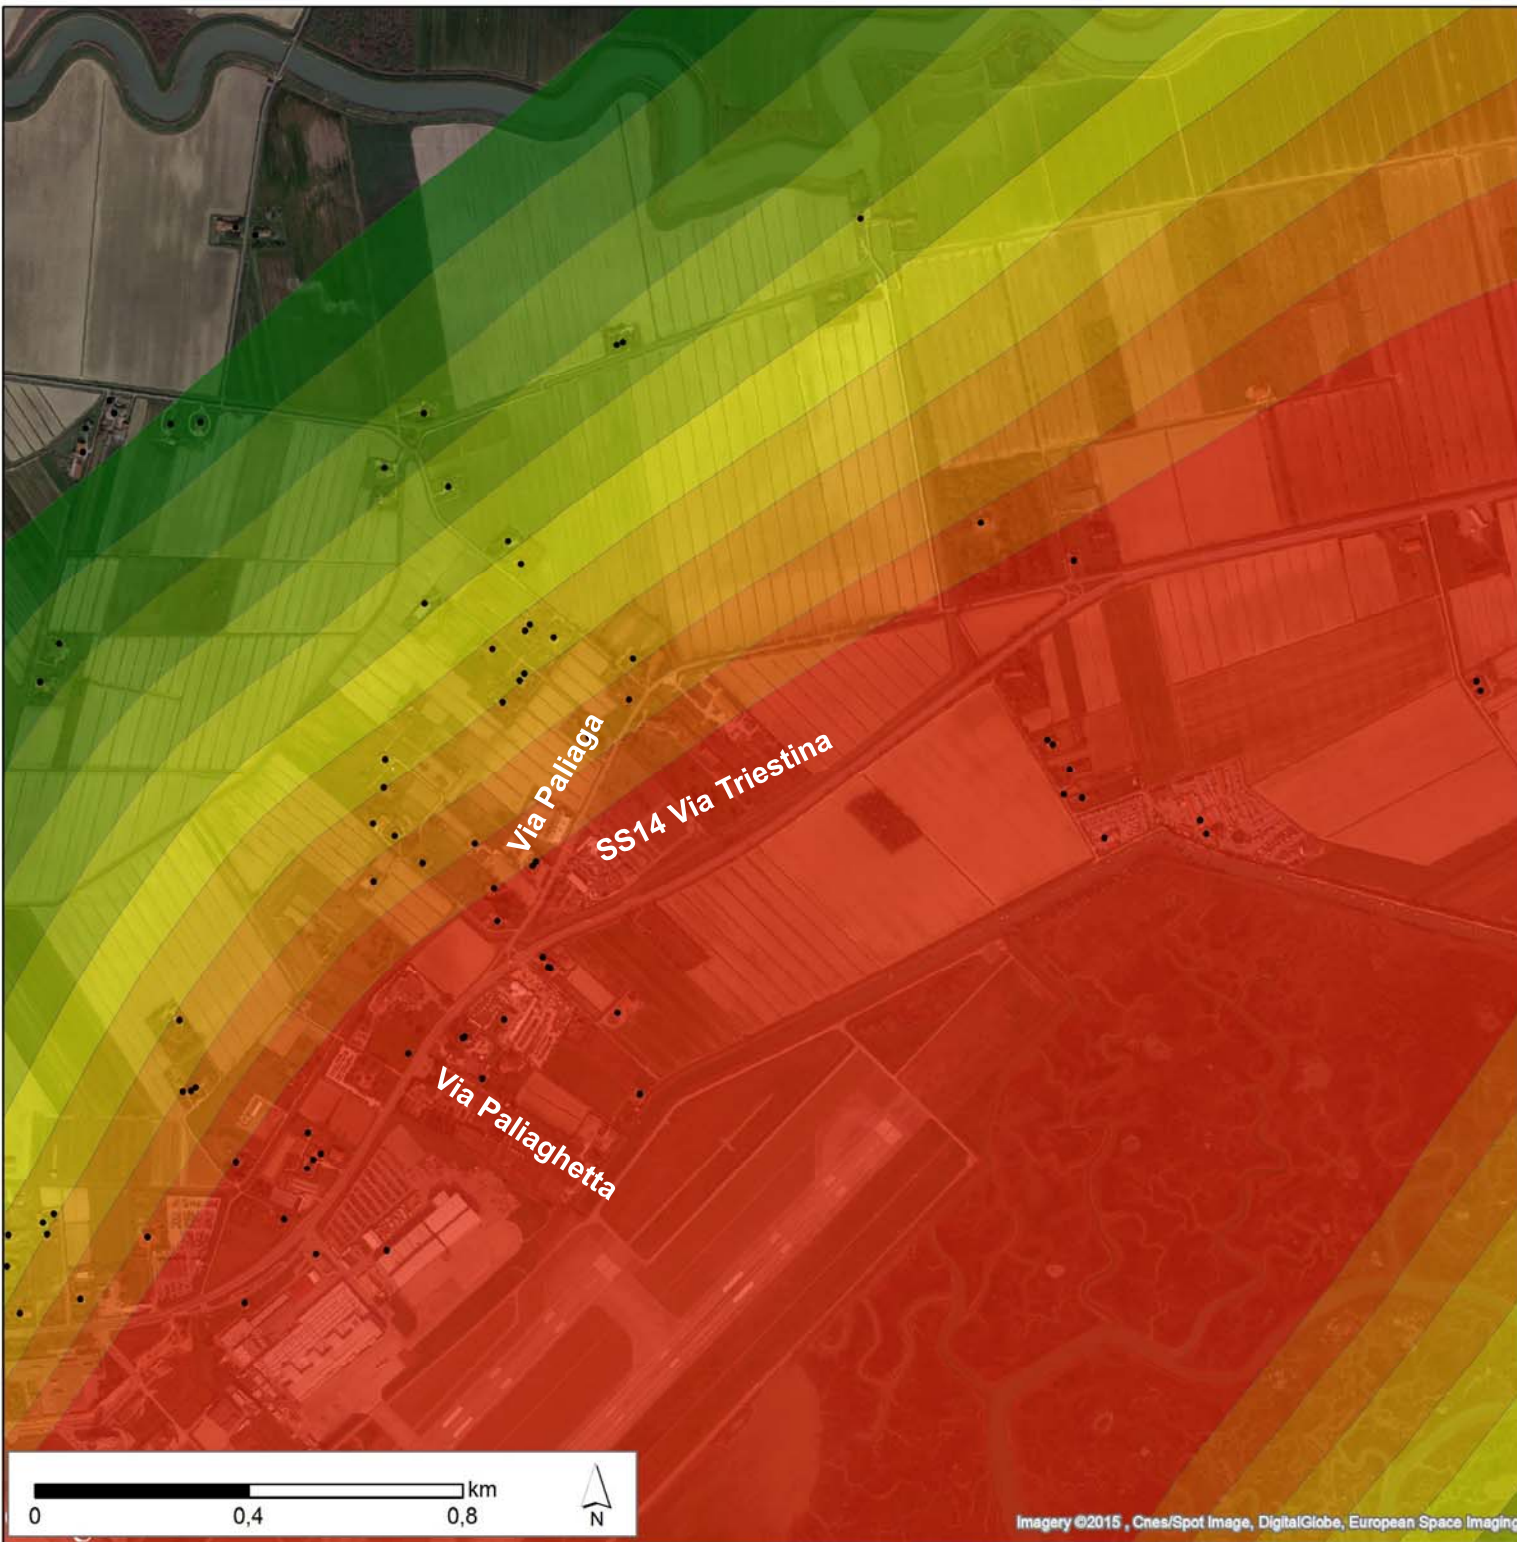 Via Paliaga
SS14 Via Triestina
Via Paliaghetta
km
0 0,4 0,8
N
Imagery ©2015 , Cnes/Spot Image, DigitalGlobe, European Space Imaging